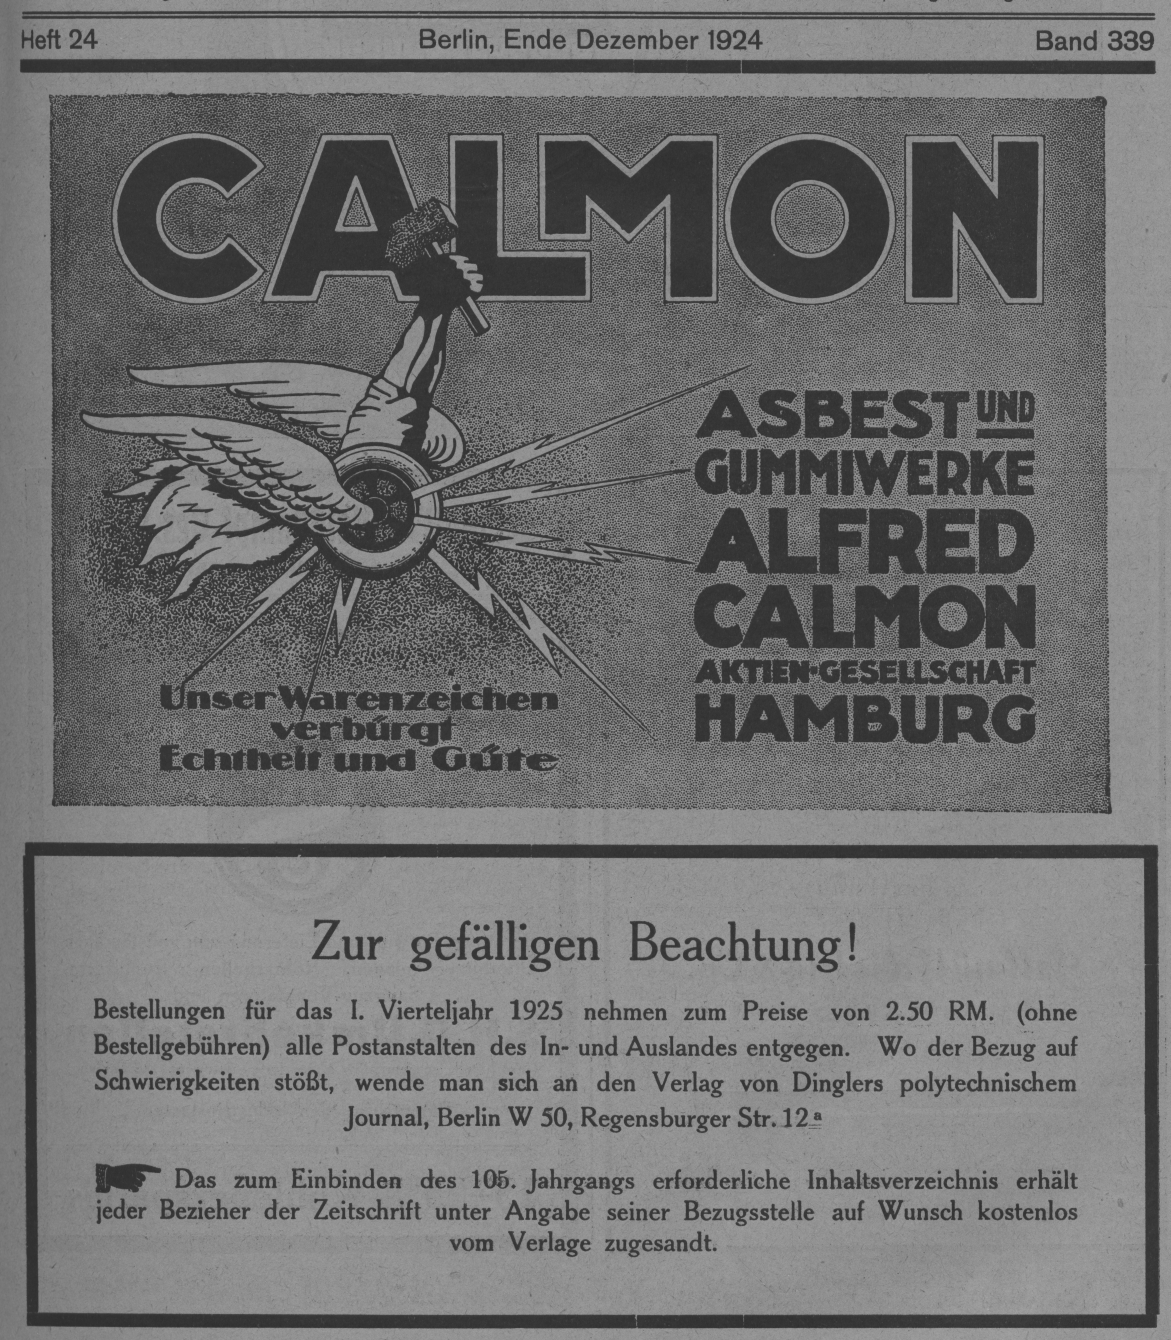 Heft 24 Berlin, Ende Dezember 1924 Band 339
CALMON
ASBEST UND
GUMMIWERKE
ALFRED
CALMON
AKTIEN-GESELLSCHAFT
HAMBURG
Unser Warenzeichen
verbürgt
Echtheit und Güte
Zur gefälligen Beachtung!
Bestellungen für das I. Vierteljahr 1925 nehmen zum Preise von 2.50 RM. (ohne
Bestellgebühren) alle Postanstalten des In- und Auslandes entgegen. Wo der Bezug auf
Schwierigkeiten stößt, wende man sich an den Verlag von Dinglers polytechnischem
Journal, Berlin W 50, Regensburger Str. 12a
Das zum Einbinden des 105. Jahrgangs erforderliche Inhaltsverzeichnis erhält
jeder Bezieher der Zeitschrift unter Angabe seiner Bezugsstelle auf Wunsch kostenlos
vom Verlage zugesandt.